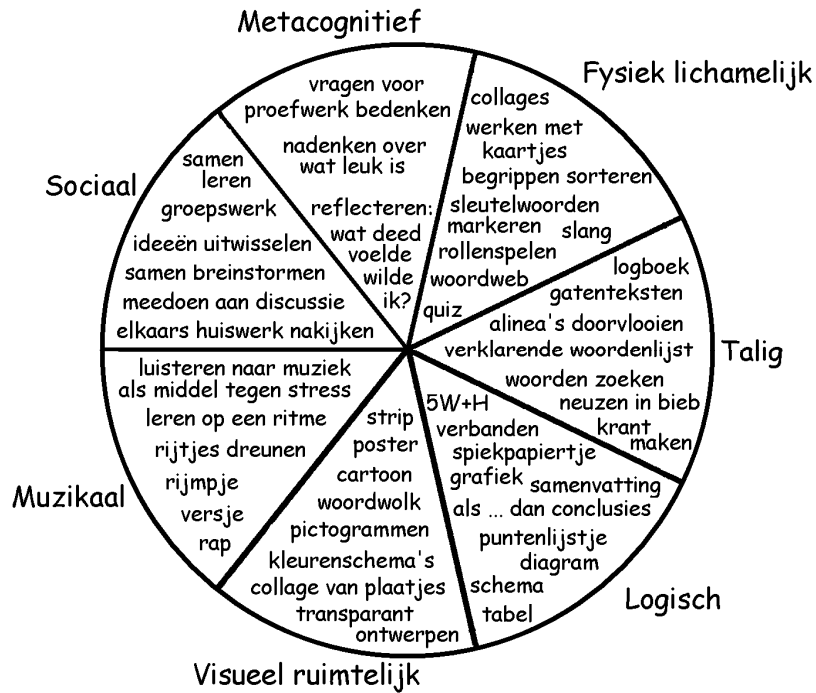 Metacognitief
vragen voor
proefwerk bedenken
nadenken over
wat leuk is
reflecteren:
wat deed
voelde
wilde
ik?
Fysiek lichamelijk
collages
werken met
kaartjes
begrippen sorteren
sleutelwoorden
markeren
slang
rollenspelen
woordweb
quiz
Talig
logboek
gatenteksten
alinea's doorvlooien
verklarende woordenlijst
woorden zoeken
neuzen in bieb
krant
maken
Logisch
5W+H
verbanden
spiekpapiertje
grafiek
samenvatting
als ... dan conclusies
puntenlijstje
diagram
schema
tabel
Visueel ruimtelijk
strip
poster
cartoon
woordwolk
pictogrammen
kleurenschema's
collage van plaatjes
transparant
ontwerpen
Muzikaal
luisteren naar muziek
als middel tegen stress
leren op een ritme
rijtjes dreunen
rijmpje
versje
rap
Sociaal
samen
leren
groepswerk
ideeën uitwisselen
samen breinstormen
meedoen aan discussie
elkaars huiswerk nakijken